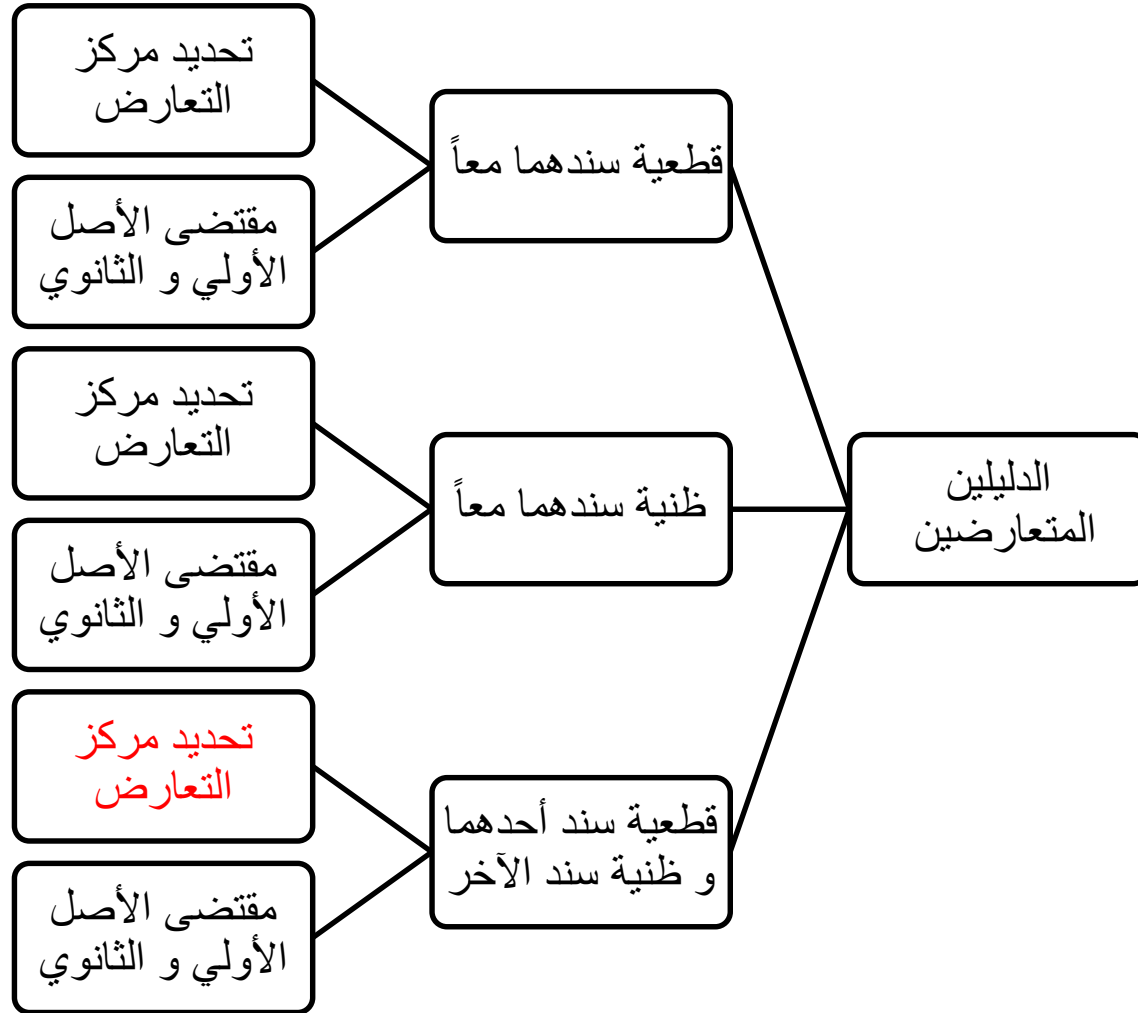 الدليلين
المتعارضين
قطعية سندهما معاً
تحديد مركز
التعارض
مقتضى الأصل
الأولي و الثانوي
ظنية سندهما معاً
تحديد مركز
التعارض
مقتضى الأصل
الأولي و الثانوي
قطعية سند أحدهما
و ظنية سند الآخر
تحديد مركز
التعارض
مقتضى الأصل
الأولي و الثانوي